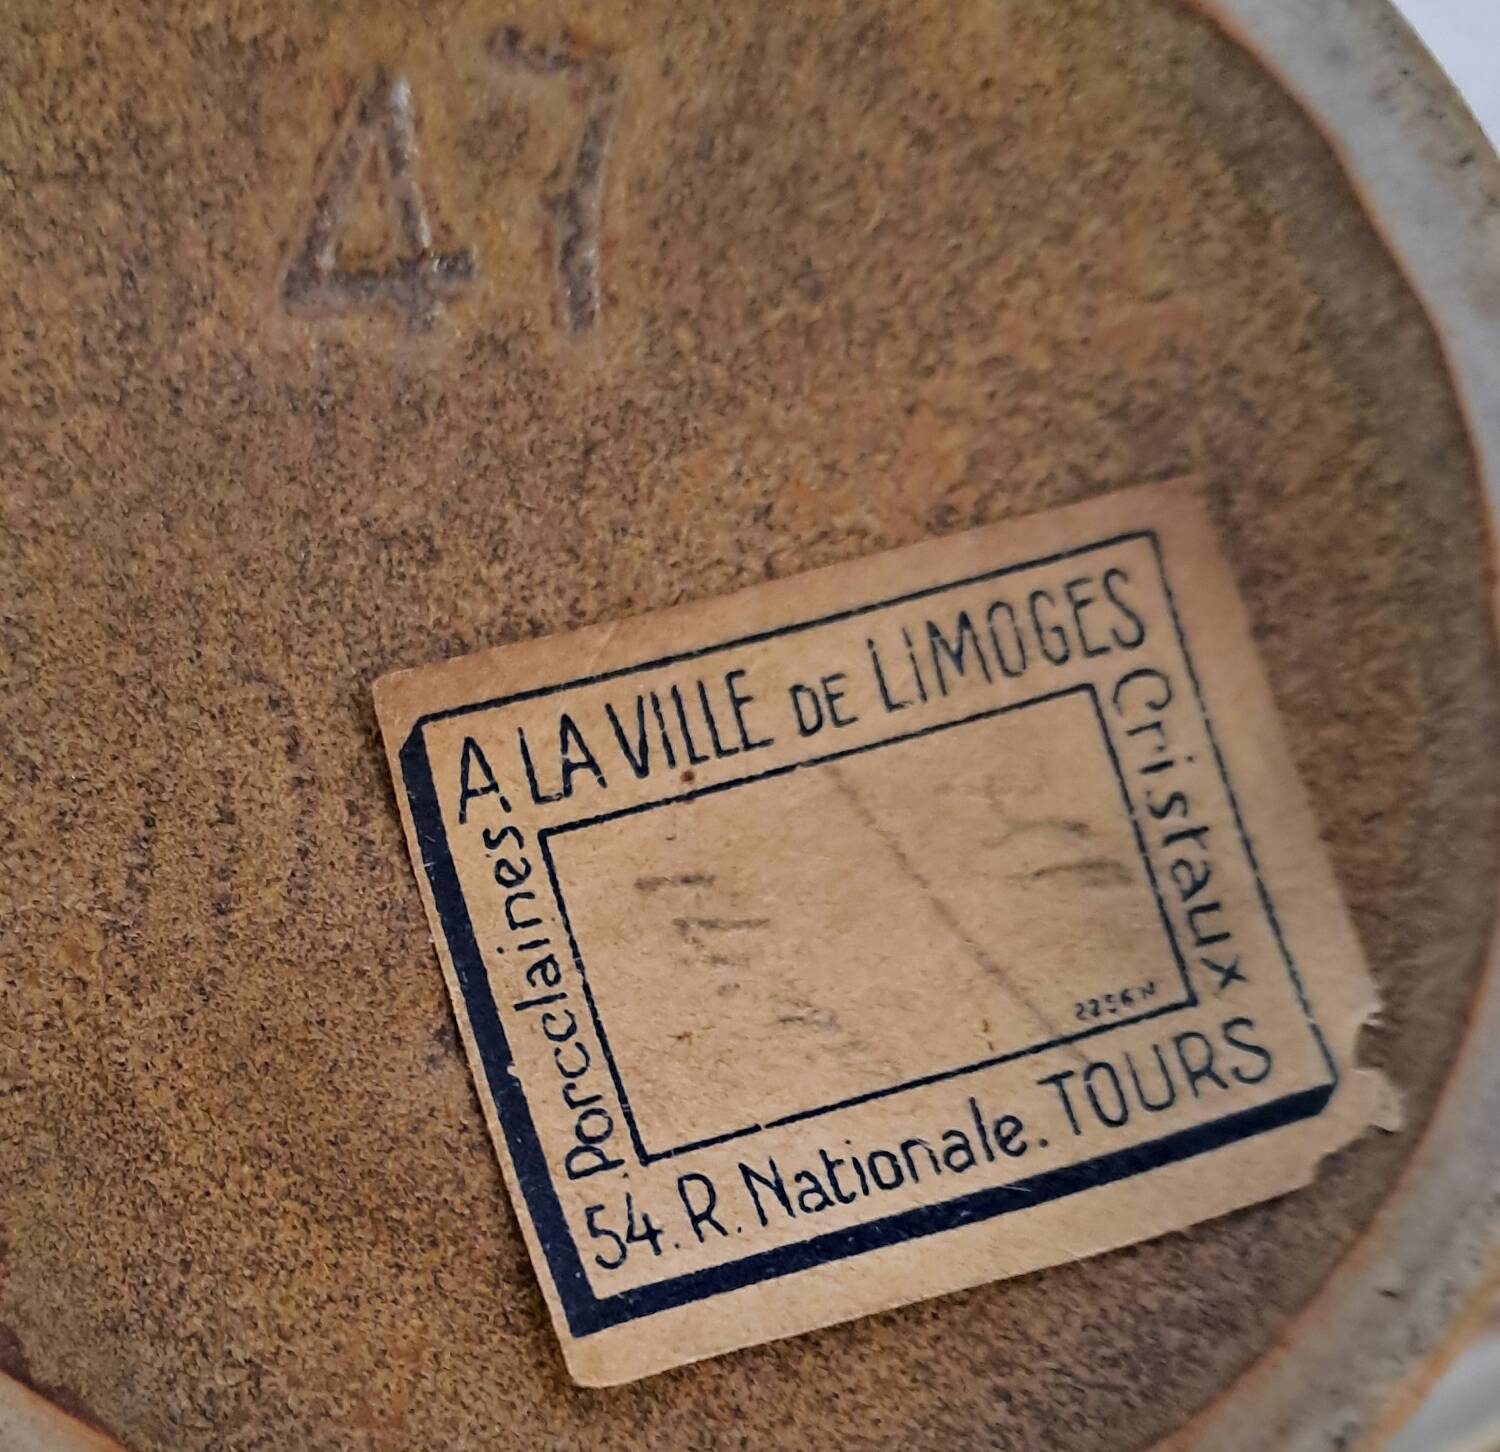 47
A LA VILLE DE LIMOGES
Porcelaines
Cristaux
2256 N
54. R. Nationale. TOURS